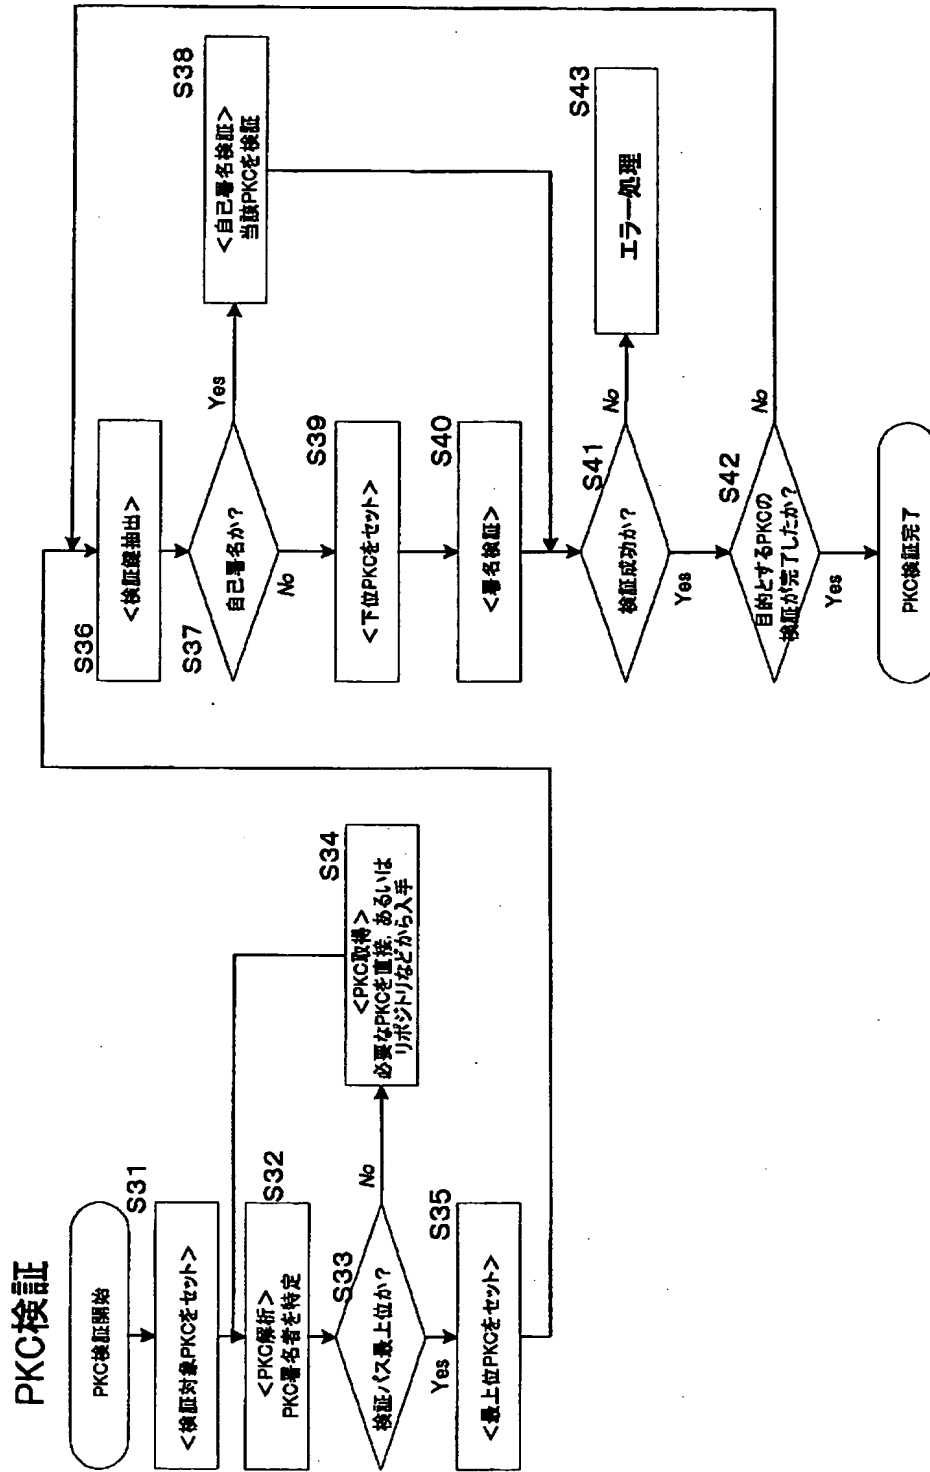 PKC検証
PKC検証開始
S31
<検証対象PKCをセット>
S32
<PKC解析>
PKC署名者を特定
S33
検証パス最上位か?
No
Yes
S34
<PKC取得>
必要なPKCを直接, あるいは
リポジトリなどから入手
S35
<最上位PKCをセット>
S36
<検証鍵抽出>
S37
自己署名か?
Yes
No
S38
<自己署名検証>
当該PKCを検証
S39
<下位PKCをセット>
S40
<署名検証>
S41
検証成功か?
No
Yes
S43
エラー処理
S42
目的とするPKCの
検証が完了したか?
No
Yes
PKC検証完了